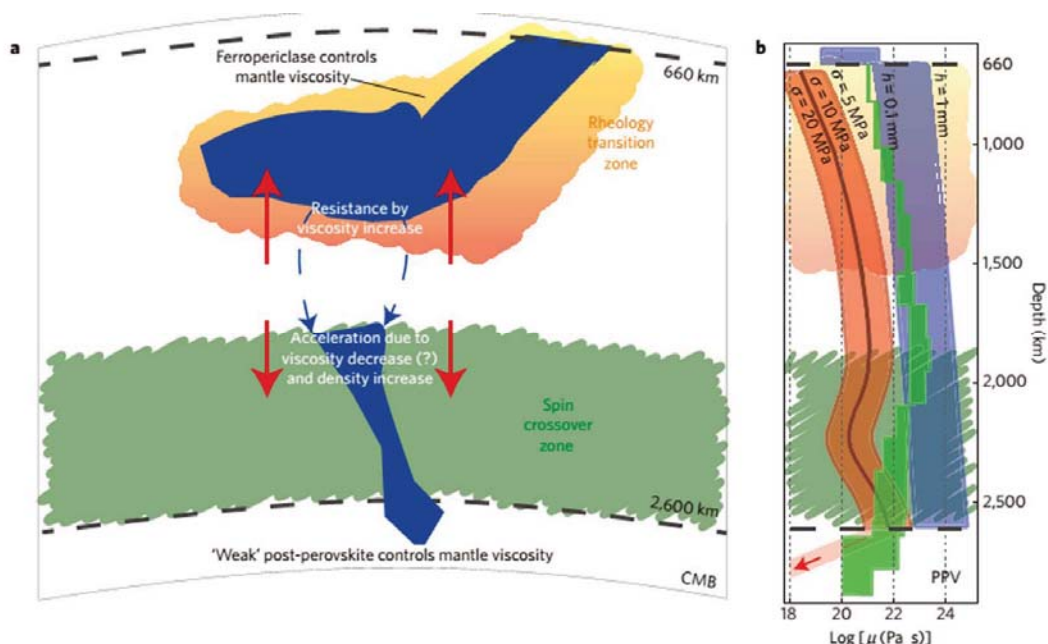 a
Ferropericlase controls
mantle viscosity
660 km
Rheology
transition
zone
Resistance by
viscosity increase
Acceleration due to
viscosity decrease (?)
and density increase
Spin
crossover
zone
2,600 km
'Weak' post-perovskite controls mantle viscosity
CMB
b
σ = 20 MPa
σ = 10 MPa
σ = 5 MPa
h = 0.1 mm
h = 1 mm
660
1,000
1,500
2,000
2,500
Depth (km)
PPV
18 20 22 24
Log [μ (Pa s)]